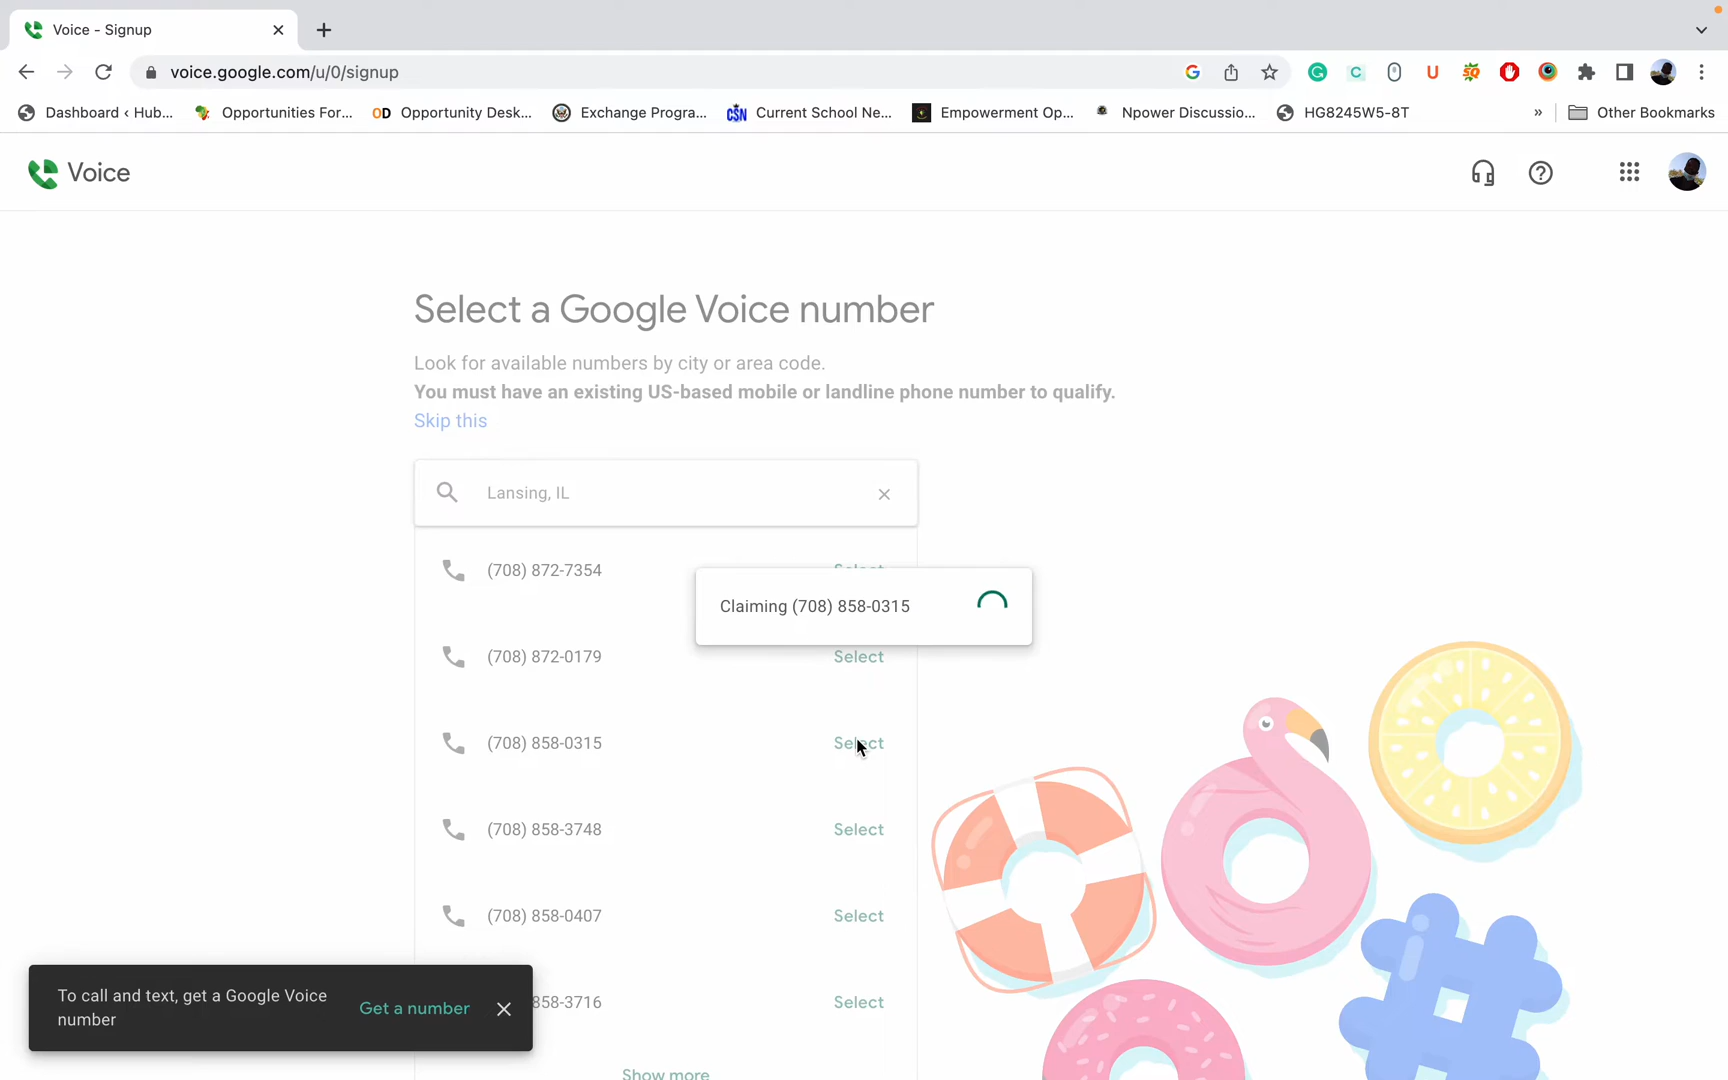 Voice - Signup
voice.google.com/u/0/signup
Dashboard ‹ Hub... Opportunities For... OD Opportunity Desk... Exchange Progra... CSN Current School Ne... Empowerment Op... Npower Discussio... HG8245W5-8T » Other Bookmarks
Voice
Select a Google Voice number
Look for available numbers by city or area code.
You must have an existing US-based mobile or landline phone number to qualify.
Skip this
Lansing, IL
(708) 872-7354 Select
Claiming (708) 858-0315
(708) 872-0179 Select
(708) 858-0315 Select
(708) 858-3748 Select
(708) 858-0407 Select
858-3716 Select
To call and text, get a Google Voice
number
Get a number
Show more